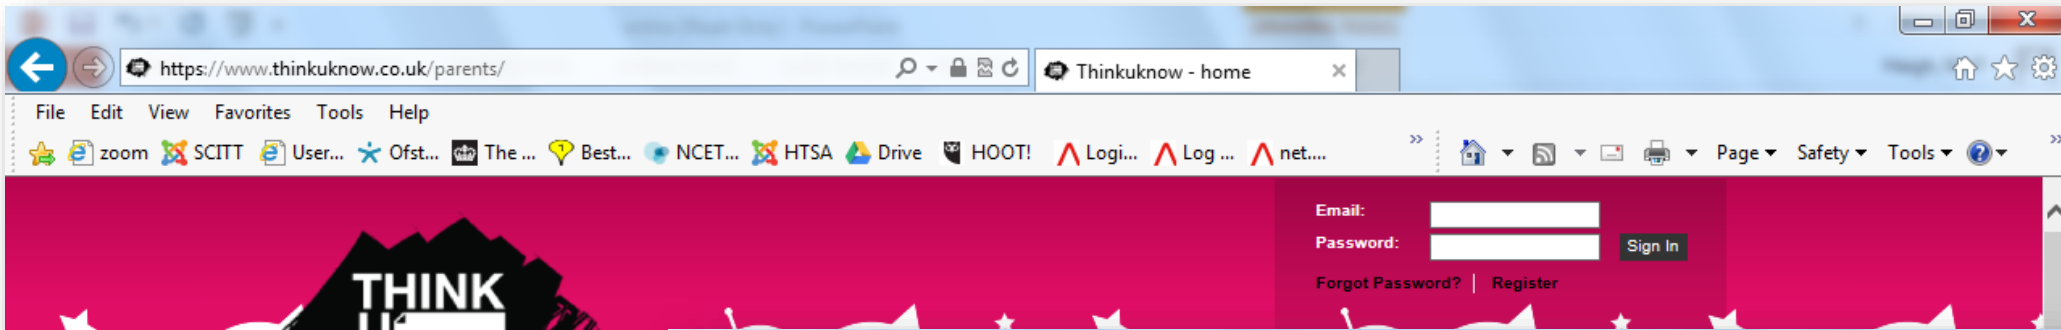 https://www.thinkuknow.co.uk/parents/ Thinkuknow - home
File Edit View Favorites Tools Help
zoom SCITT User... Ofst... The ... Best... NCET... HTSA Drive HOOT! Logi... Log ... net.... Page Safety Tools
Email:
Password: Sign In
Forgot Password? | Register
THINK